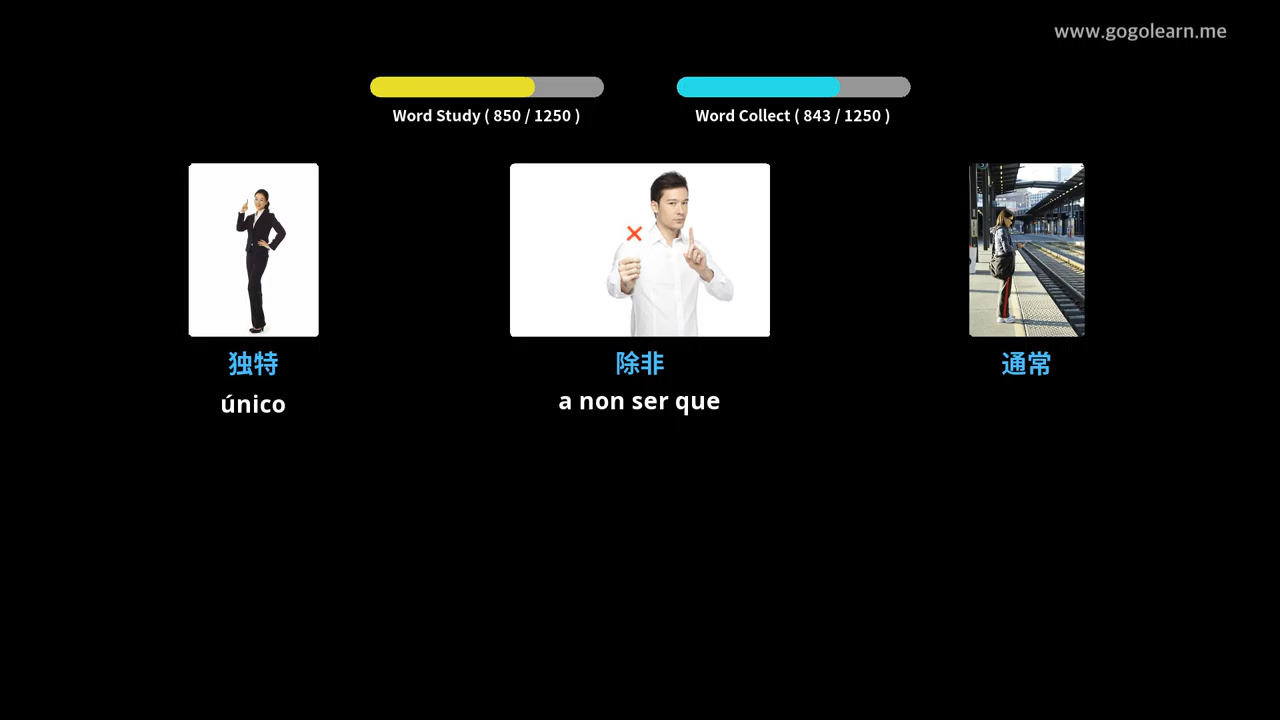 www.gogolearn.me
Word Study ( 850 / 1250 )
Word Collect ( 843 / 1250 )
独特
除非
通常
único
a non ser que